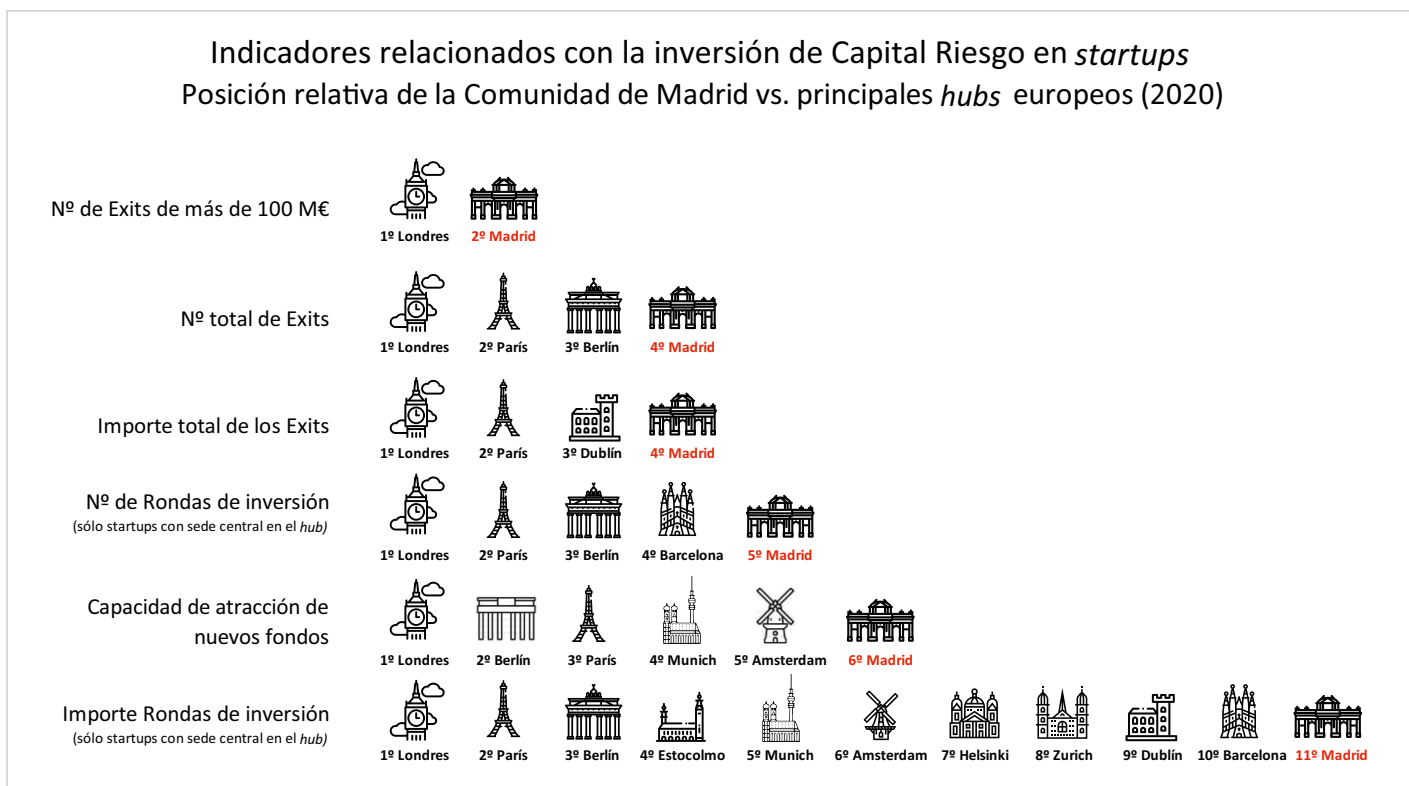 Indicadores relacionados con la inversión de Capital Riesgo en startups
Posición relativa de la Comunidad de Madrid vs. principales hubs europeos (2020)
Nº de Exits de más de 100 M€
1º Londres 2º Madrid
Nº total de Exits
1º Londres 2º París 3º Berlín 4º Madrid
Importe total de los Exits
1º Londres 2º París 3º Dublín 4º Madrid
Nº de Rondas de inversión
(sólo startups con sede central en el hub)
1º Londres 2º París 3º Berlín 4º Barcelona 5º Madrid
Capacidad de atracción de
nuevos fondos
1º Londres 2º Berlín 3º París 4º Munich 5º Amsterdam 6º Madrid
Importe Rondas de inversión
(sólo startups con sede central en el hub)
1º Londres 2º París 3º Berlín 4º Estocolmo 5º Munich 6º Amsterdam 7º Helsinki 8º Zurich 9º Dublín 10º Barcelona 11º Madrid